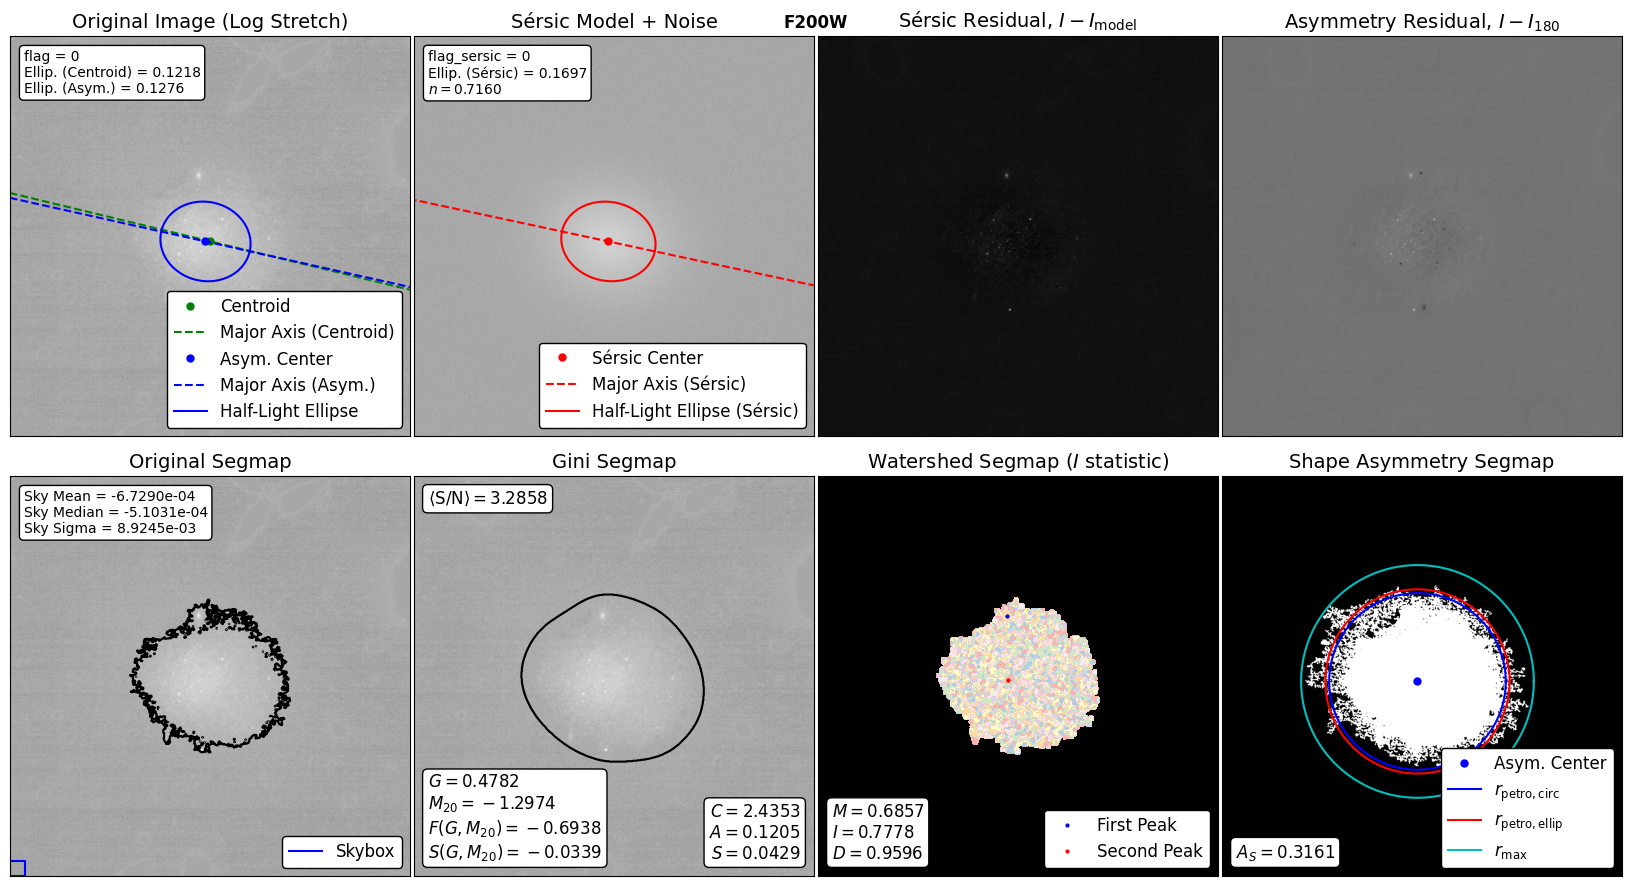 F200W
Original Image (Log Stretch)
flag = 0
Ellip. (Centroid) = 0.1218
Ellip. (Asym.) = 0.1276
Centroid
Major Axis (Centroid)
Asym. Center
Major Axis (Asym.)
Half-Light Ellipse
Sérsic Model + Noise
flag_sersic = 0
Ellip. (Sérsic) = 0.1697
n = 0.7160
Sérsic Center
Major Axis (Sérsic)
Half-Light Ellipse (Sérsic)
Sérsic Residual, I − I_model
Asymmetry Residual, I − I_180
Original Segmap
Sky Mean = -6.7290e-04
Sky Median = -5.1031e-04
Sky Sigma = 8.9245e-03
Skybox
Gini Segmap
⟨S/N⟩ = 3.2858
G = 0.4782
M_20 = −1.2974
F(G, M_20) = −0.6938
S(G, M_20) = −0.0339
C = 2.4353
A = 0.1205
S = 0.0429
Watershed Segmap (I statistic)
M = 0.6857
I = 0.7778
D = 0.9596
First Peak
Second Peak
Shape Asymmetry Segmap
A_S = 0.3161
Asym. Center
r_petro,circ
r_petro,ellip
r_max